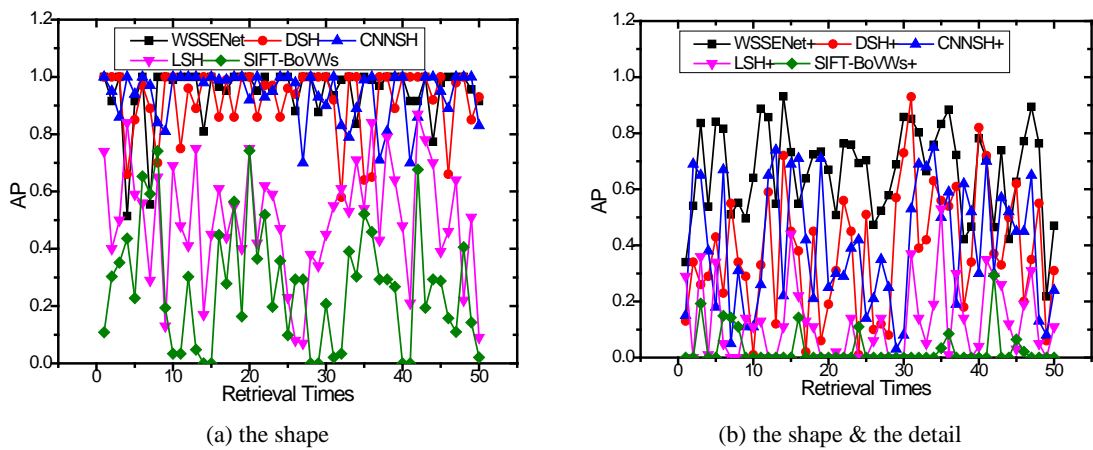 1.2
1.0
0.8
0.6
0.4
0.2
0.0
AP
WSSENet DSH CNNSH
LSH SIFT-BoVWs
0 10 20 30 40 50
Retrieval Times
(a) the shape
1.2
1.0
0.8
0.6
0.4
0.2
0.0
AP
WSSENet+ DSH+ CNNSH+
LSH+ SIFT-BoVWs+
0 10 20 30 40 50
Retrieval Times
(b) the shape & the detail